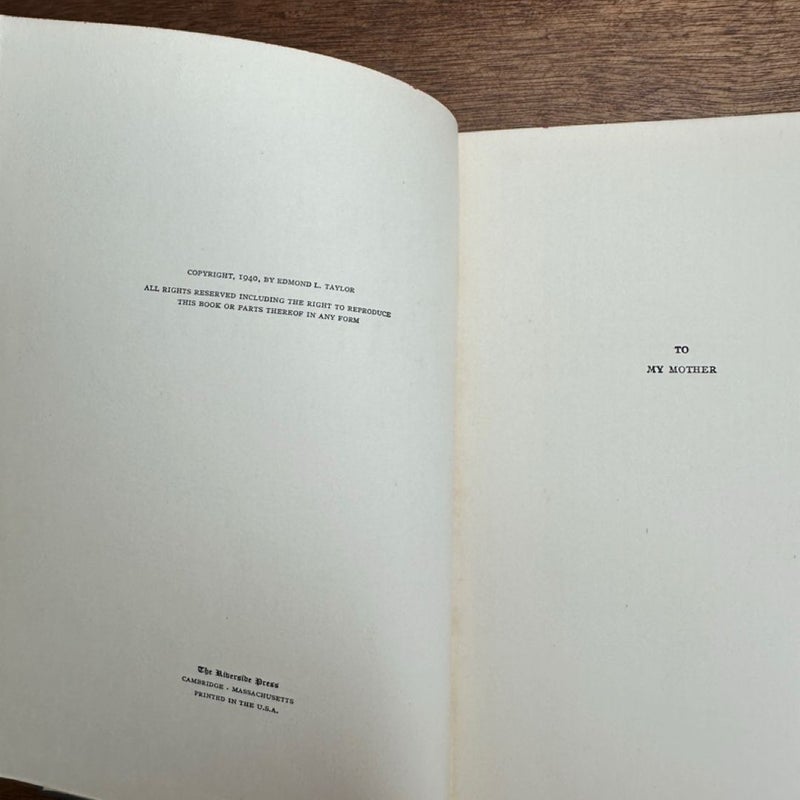 COPYRIGHT, 1940, BY EDMOND L. TAYLOR
ALL RIGHTS RESERVED INCLUDING THE RIGHT TO REPRODUCE
THIS BOOK OR PARTS THEREOF IN ANY FORM
The Riverside Press
CAMBRIDGE · MASSACHUSETTS
PRINTED IN THE U.S.A.
TO
MY MOTHER